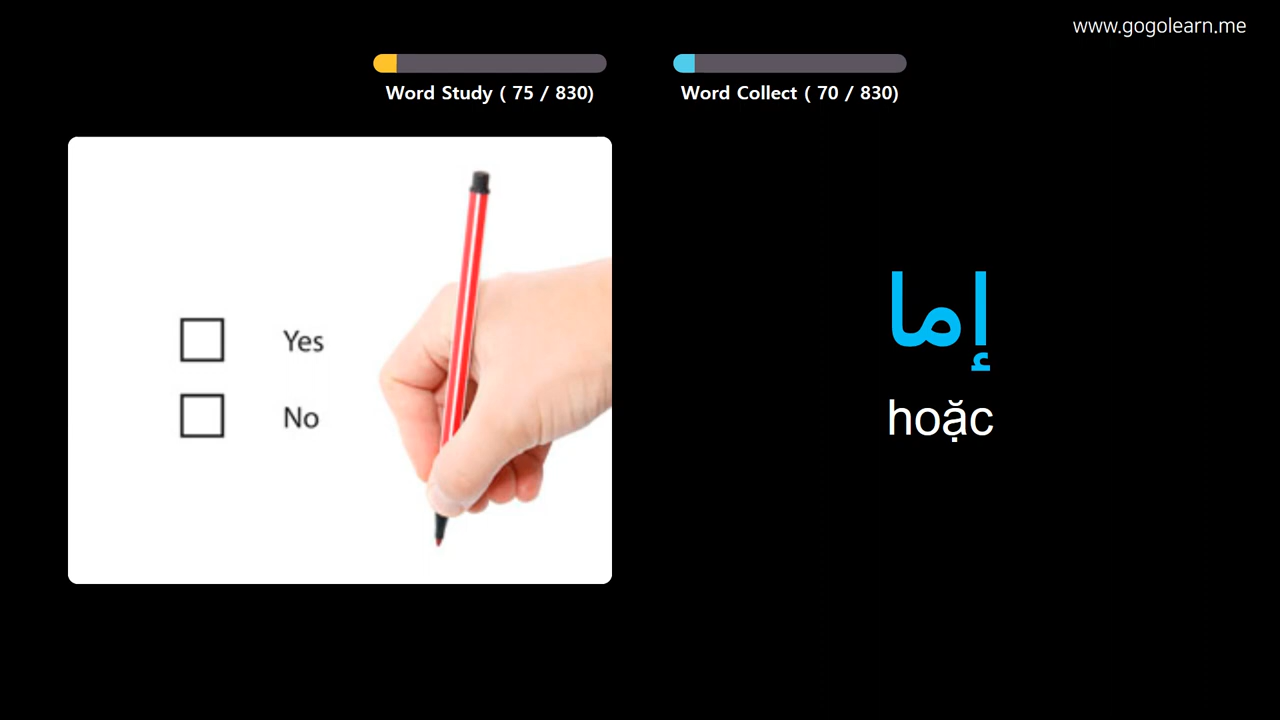 www.gogolearn.me
Word Study ( 75 / 830)
Word Collect ( 70 / 830)
Yes
No
إما
hoặc